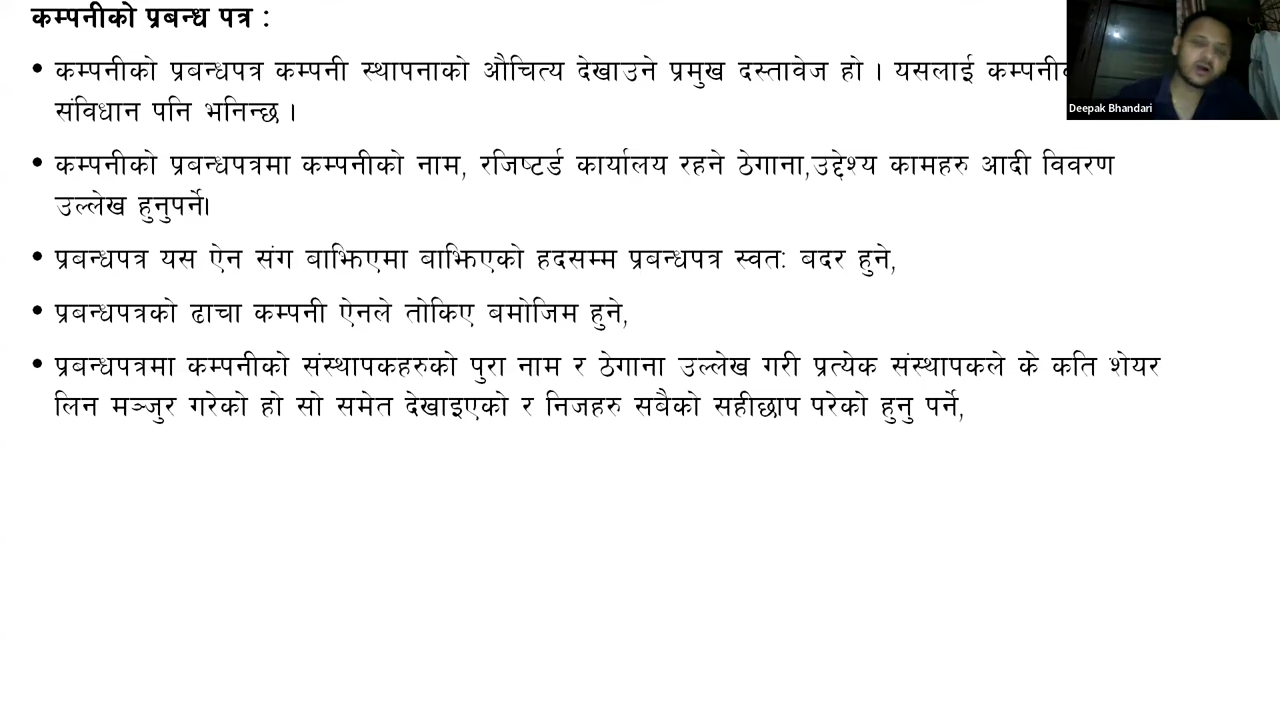 कम्पनीको प्रबन्ध पत्र :
• कम्पनीको प्रबन्धपत्र कम्पनी स्थापनाको औचित्य देखाउने प्रमुख दस्तावेज हो । यसलाई
संविधान पनि भनिन्छ ।
• कम्पनीको प्रबन्धपत्रमा कम्पनीको नाम, रजिष्टर्ड कार्यालय रहने ठेगाना,उद्देश्य कामहरु आदी विवरण
उल्लेख हुनुपर्ने।
• प्रबन्धपत्र यस ऐन संग बाझिएमा बाझिएको हदसम्म प्रबन्धपत्र स्वत: बदर हुने,
• प्रबन्धपत्रको ढाचा कम्पनी ऐनले तोकिए बमोजिम हुने,
• प्रबन्धपत्रमा कम्पनीको संस्थापकहरुको पुरा नाम र ठेगाना उल्लेख गरी प्रत्येक संस्थापकले के कति शेयर
लिन मञ्जुर गरेको हो सो समेत देखाइएको र निजहरु सबैको सहीछाप परेको हुनु पर्ने,
Deepak Bhandari